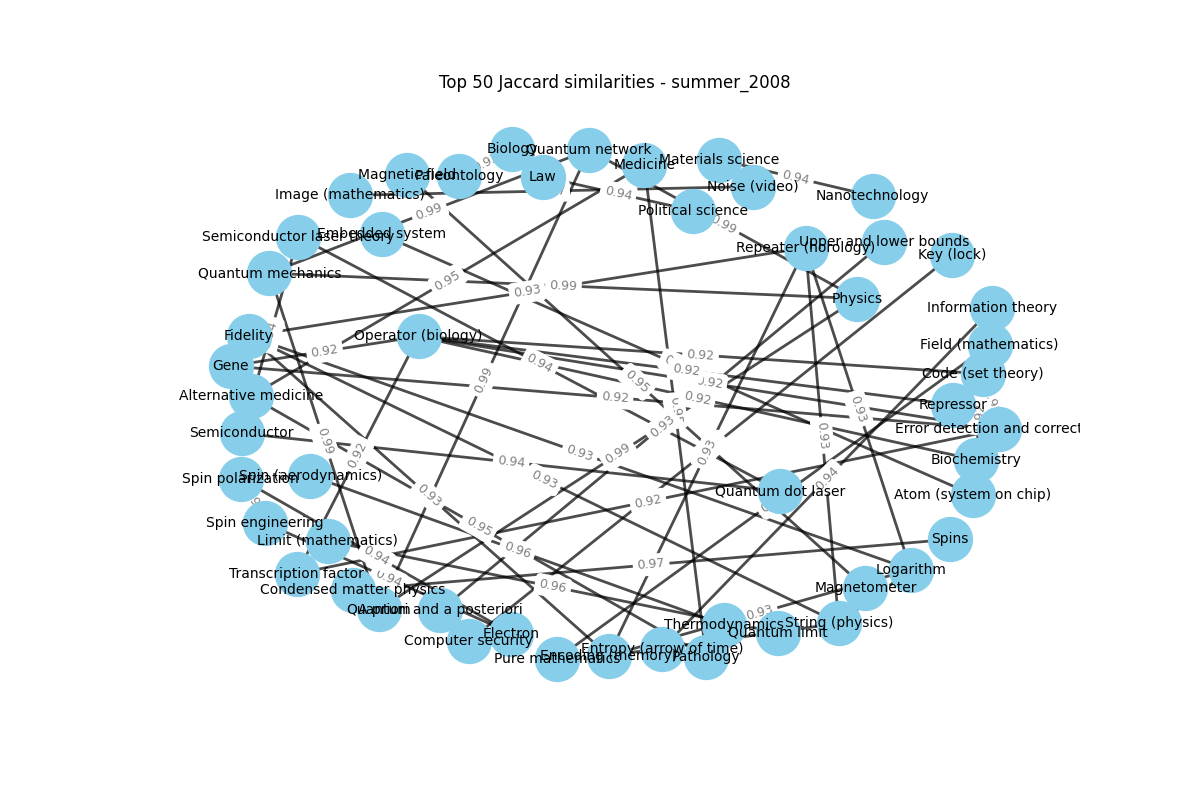 Top 50 Jaccard similarities - summer_2008
Biology
Quantum network
Medicine
Materials science
Magnetic field
Paleontology
Law
Noise (video)
Image (mathematics)
Nanotechnology
0.94
0.94
0.99
Political science
0.99
Semiconductor laser theory
Embedded system
Repeater (horology)
Upper and lower bounds
Key (lock)
Quantum mechanics
0.95
0.93
0.99
Physics
Information theory
Fidelity
Operator (biology)
Field (mathematics)
0.92
0.94
0.92
Gene
0.92
0.92
Code (set theory)
0.99
0.95
Alternative medicine
0.92
0.92
0.93
Repressor
0.93
0.93
Error detection and correct
Semiconductor
0.99
0.92
0.94
0.93
0.99
0.93
Biochemistry
Spin polarization
Spin (aerodynamics)
0.93
0.94
Quantum dot laser
Atom (system on chip)
0.93
0.92
Spin engineering
0.95
Limit (mathematics)
0.94
0.96
0.97
Spins
Transcription factor
0.94
0.96
Logarithm
Condensed matter physics
Magnetometer
A priori and a posteriori
0.93
Computer security
Electron
Thermodynamics
String (physics)
Quantum limit
Pure mathematics
Encoding (memory)
Entropy (arrow of time)
Pathology